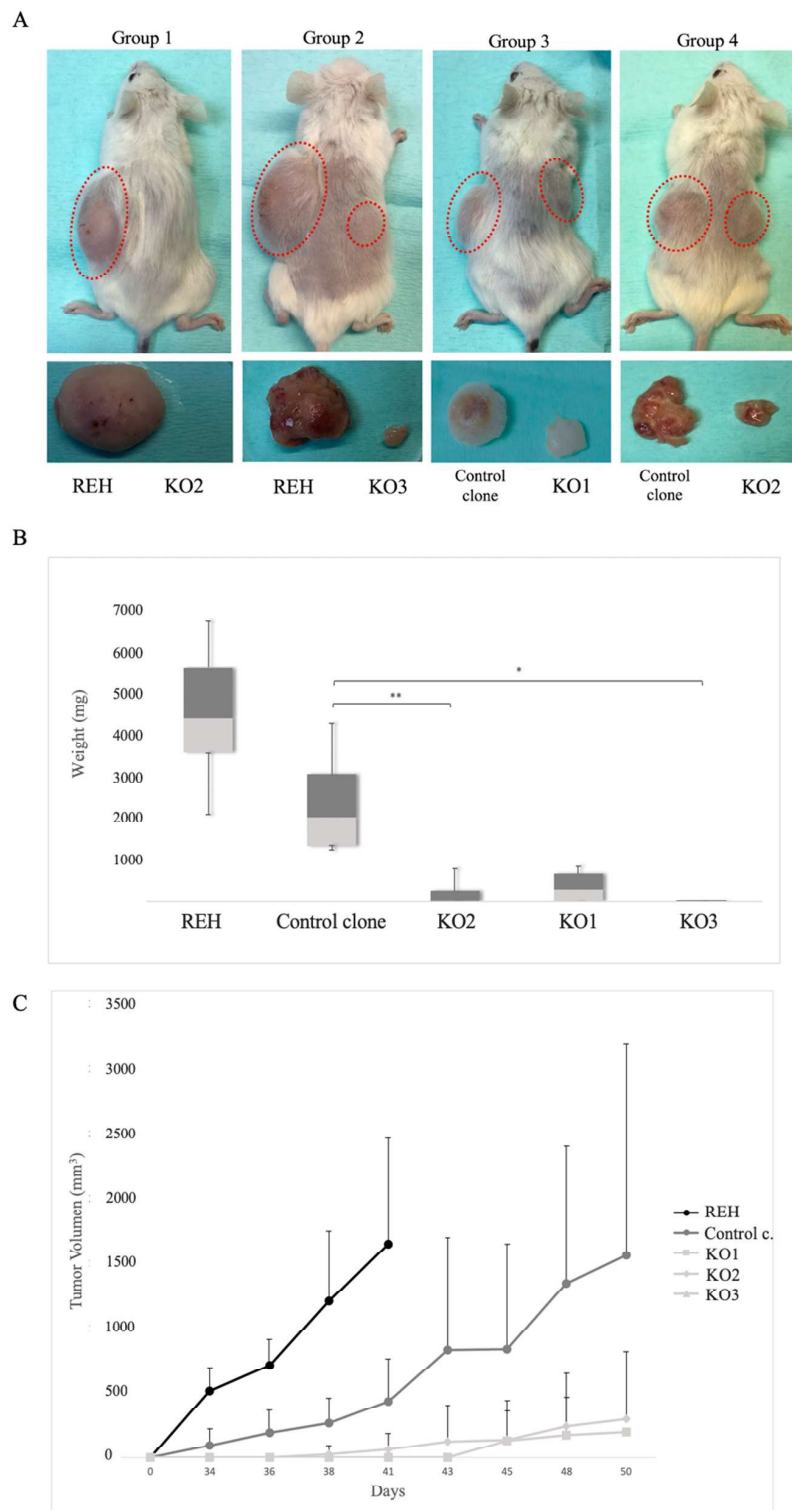 A
Group 1 Group 2 Group 3 Group 4
REH KO2 REH KO3 Control clone KO1 Control clone KO2
B
Weight (mg)
7000
6000
5000
4000
3000
2000
1000
**
*
REH Control clone KO2 KO1 KO3
C
Tumor Volumen (mm³)
3500
3000
2500
2000
1500
1000
500
0
0 34 36 38 41 43 45 48 50
Days
REH
Control c.
KO1
KO2
KO3